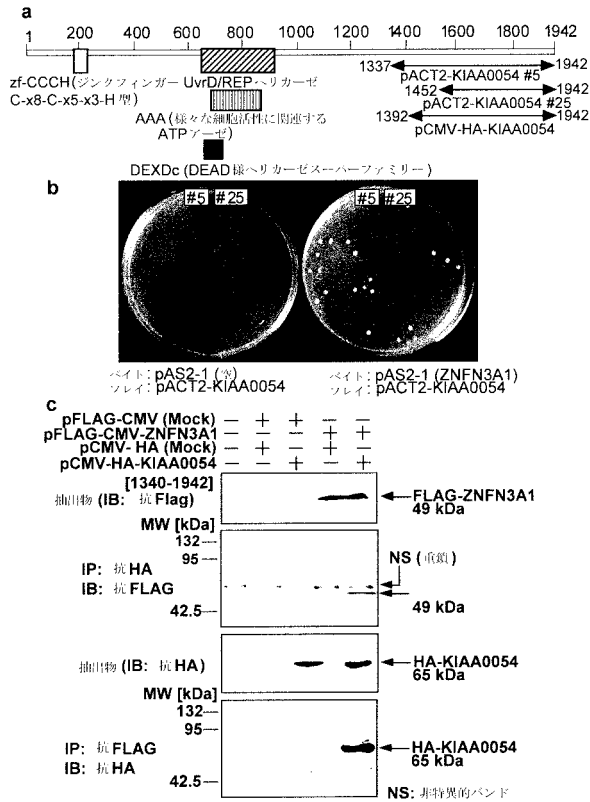 a
1 200 400 600 800 1000 1200 1400 1600 1800 1942
zf-CCCH (ジンクフィンガー
C-x8-C-x5-x3-H 型)
UvrD/REP ヘリカーゼ
AAA (様々な細胞活性に関連する
ATPアーゼ)
DEXDc (DEAD 様ヘリカーゼスーパーファミリー)
1337 1942
pACT2-KIAA0054 #5
1452 1942
pACT2-KIAA0054 #25
1392 1942
pCMV-HA-KIAA0054
b
#5 #25
#5 #25
ベイト: pAS2-1 (空)
プレイ: pACT2-KIAA0054
ベイト: pAS2-1 (ZNFN3A1)
プレイ: pACT2-KIAA0054
c
pFLAG-CMV (Mock) — + + — —
pFLAG-CMV-ZNFN3A1 — — — + +
pCMV- HA (Mock) — + — + —
pCMV-HA-KIAA0054 — — + — +
[1340-1942]
抽出物 (IB: 抗 Flag)
FLAG-ZNFN3A1
49 kDa
MW [kDa]
132
95
IP: 抗 HA
IB: 抗 FLAG
42.5
NS (重鎖)
49 kDa
抽出物 (IB: 抗 HA)
HA-KIAA0054
65 kDa
MW [kDa]
132
95
IP: 抗 FLAG
IB: 抗 HA
42.5
HA-KIAA0054
65 kDa
NS: 非特異的バンド